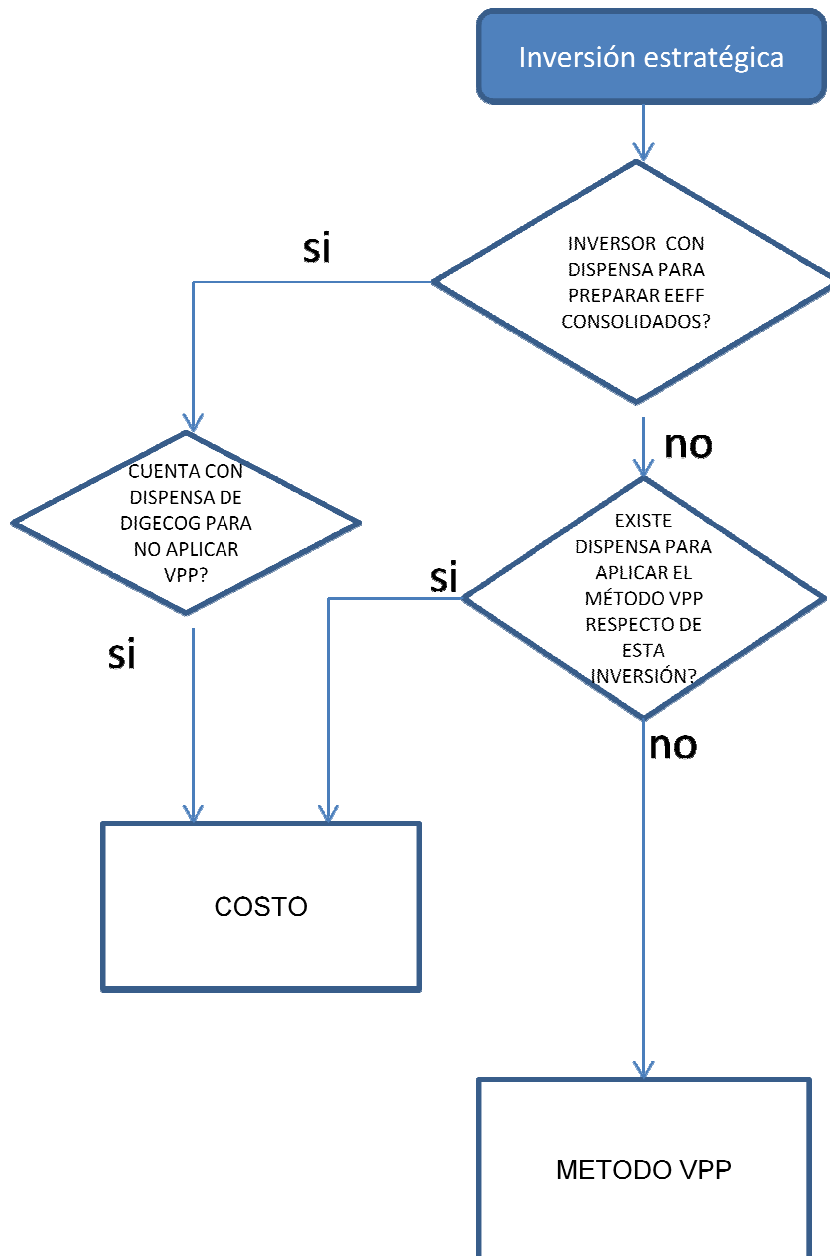 Inversión estratégica
si
INVERSOR CON
DISPENSA PARA
PREPARAR EEFF
CONSOLIDADOS?
no
CUENTA CON
DISPENSA DE
DIGECOG PARA
NO APLICAR
VPP?
si
EXISTE
DISPENSA PARA
APLICAR EL
MÉTODO VPP
RESPECTO DE
ESTA
INVERSIÓN?
si
no
COSTO
METODO VPP